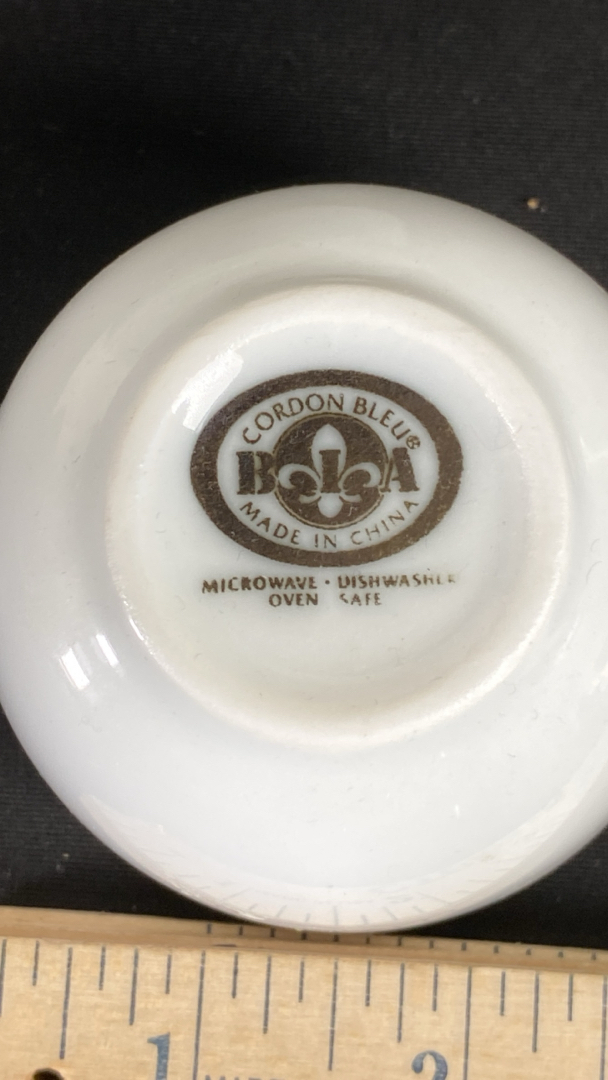 CORDON BLEU®
BIA
MADE IN CHINA
MICROWAVE · DISHWASHER
OVEN SAFE
1 2